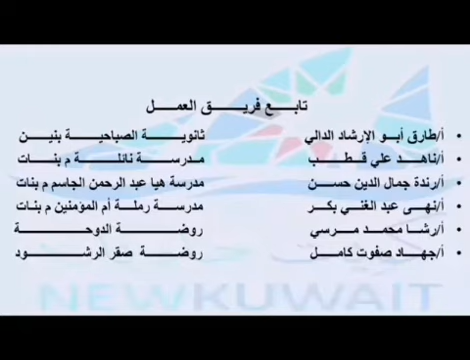 تابع فريق العمل
• أ/طارق أبو الإرشاد الدالي ثانوية الصباحية بنين
• أ/ناهد علي قطب مدرسة نائلة م بنات
• أ/رندة جمال الدين حسن مدرسة هيا عبد الرحمن الجاسم م بنات
• أ/نهى عبد الغني بكر مدرسة رملة أم المؤمنين م بنات
• أ/رشا محمد مرسي روضة الدوحة
• أ/جهاد صفوت كامل روضة صقر الرشود
NEWKUWAIT